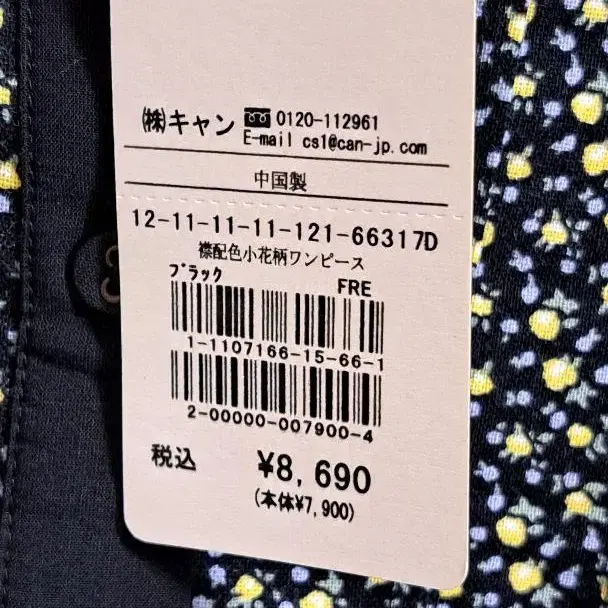 ㈱キャン 0120-112961
E-mail cs1@can-jp.com
中国製
12-11-11-11-121-66317D
襟配色小花柄ワンピース
ブラック FRE
1-1107166-15-66-1
2-00000-007900-4
税込 ¥8,690
(本体¥7,900)